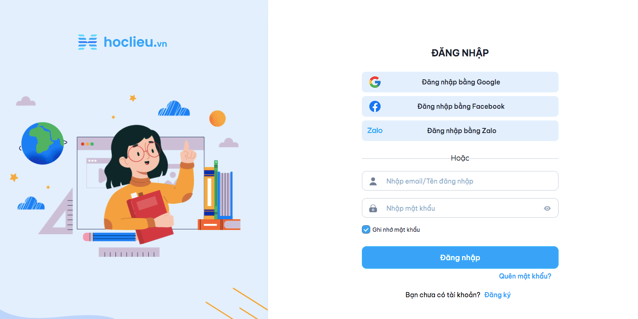 hoclieu.vn
ĐĂNG NHẬP
Đăng nhập bằng Google
Đăng nhập bằng Facebook
Zalo Đăng nhập bằng Zalo
Hoặc
Nhập email/Tên đăng nhập
Nhập mật khẩu
Ghi nhớ mật khẩu
Đăng nhập
Quên mật khẩu?
Bạn chưa có tài khoản? Đăng ký